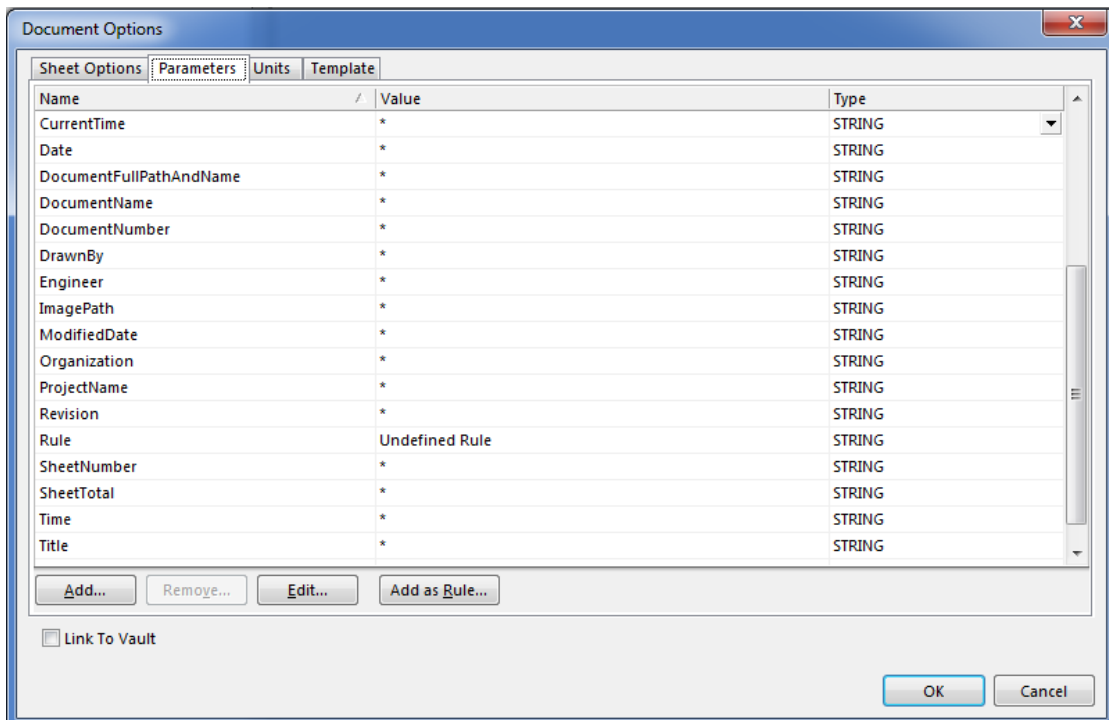 Document Options
Sheet Options Parameters Units Template
Name Value Type
CurrentTime * STRING
Date * STRING
DocumentFullPathAndName * STRING
DocumentName * STRING
DocumentNumber * STRING
DrawnBy * STRING
Engineer * STRING
ImagePath * STRING
ModifiedDate * STRING
Organization * STRING
ProjectName * STRING
Revision * STRING
Rule Undefined Rule STRING
SheetNumber * STRING
SheetTotal * STRING
Time * STRING
Title * STRING
Add... Remove... Edit... Add as Rule...
Link To Vault
OK Cancel